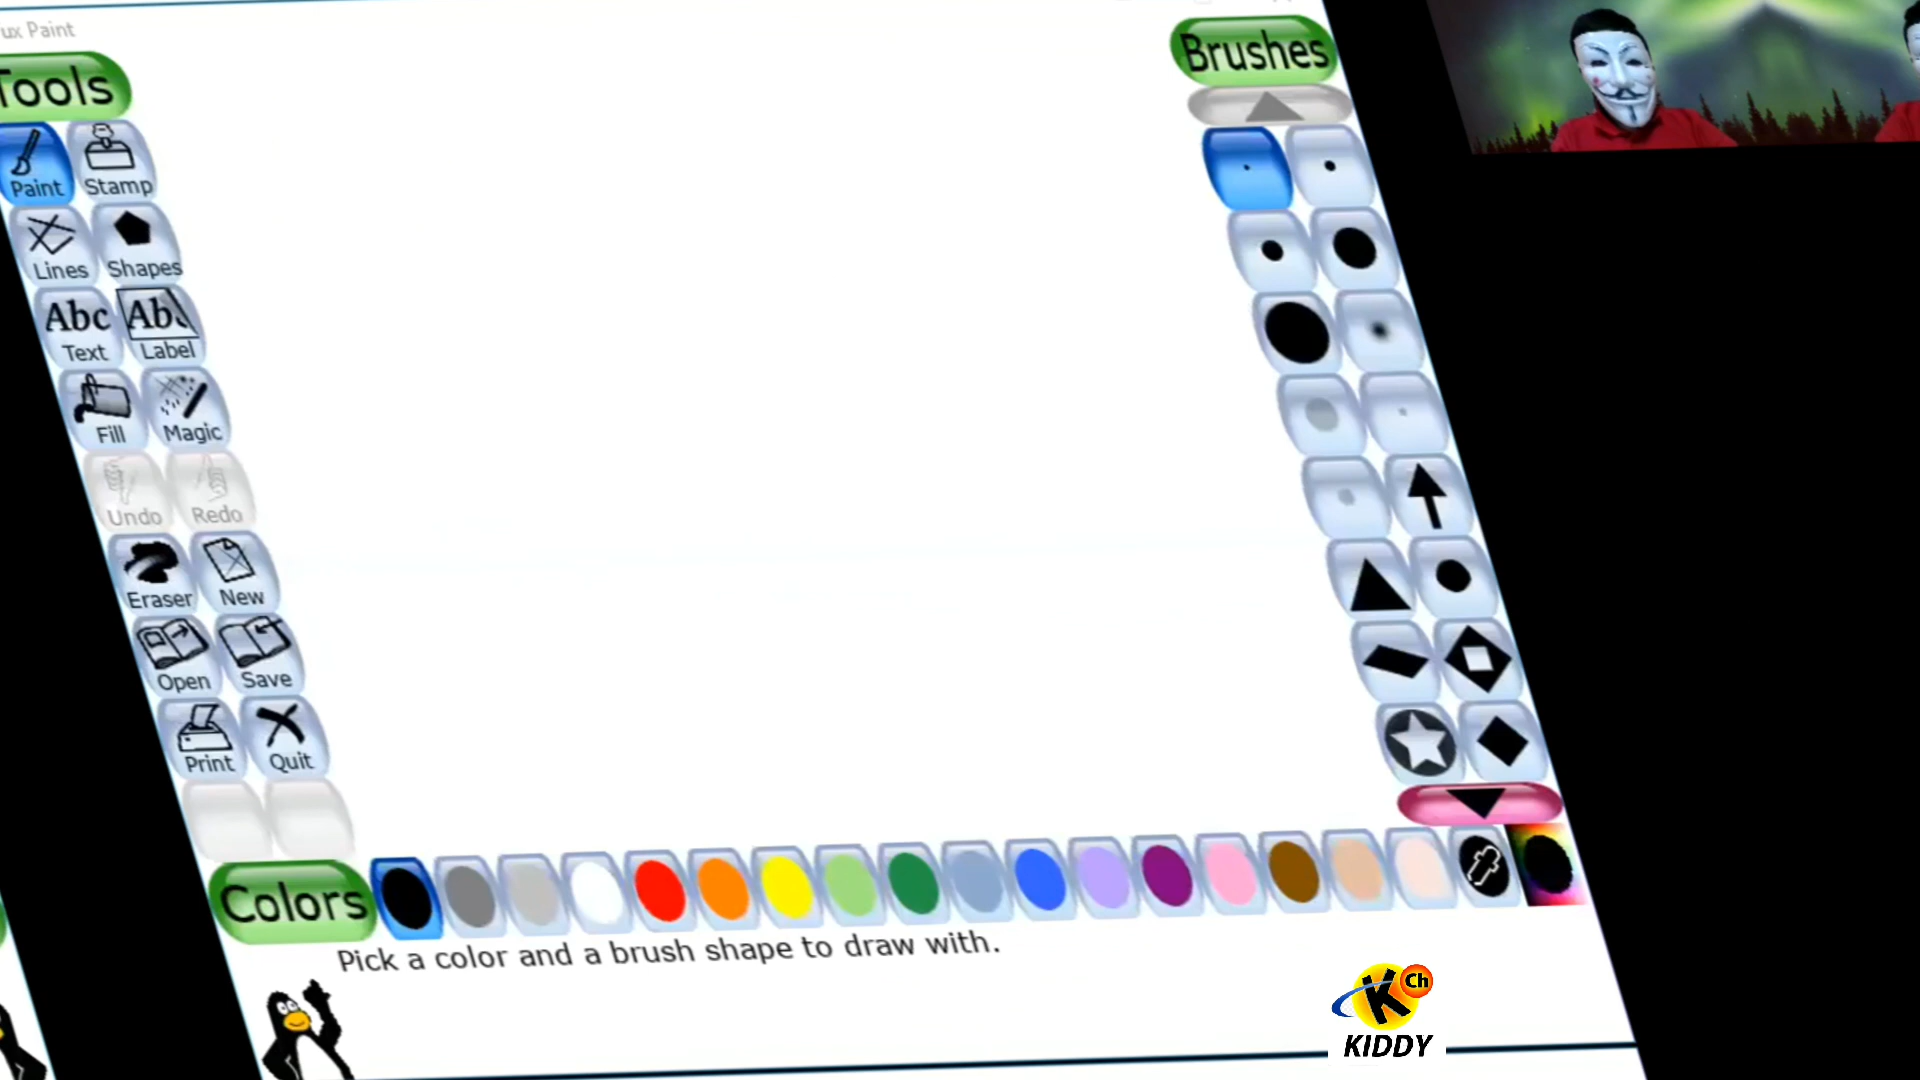 ux Paint
Tools
Brushes
Paint
Stamp
Lines
Shapes
Abc
Text
Abc
Label
Fill
Magic
Undo
Redo
Eraser
New
Open
Save
Print
Quit
Colors
Pick a color and a brush shape to draw with.
K Ch
KIDDY